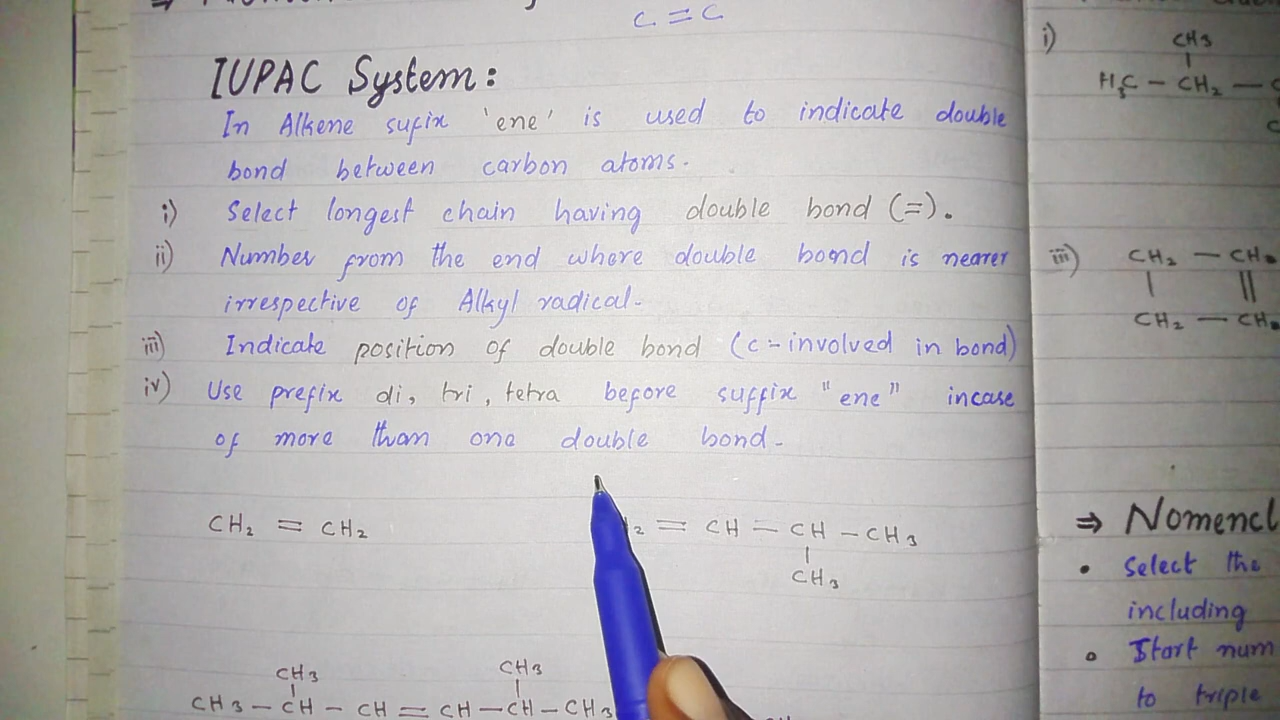 C = C
IUPAC System:
In Alkene sufix 'ene' is used to indicate double
bond between carbon atoms.
i) Select longest chain having double bond (=).
ii) Number from the end where double bond is nearer
irrespective of Alkyl radical.
iii) Indicate position of double bond (c-involved in bond)
iv) Use prefix di, tri, tetra before suffix "ene" incase
of more than one double bond.
CH₂ = CH₂
₂ = CH — CH — CH₃
CH₃
CH₃ CH₃
CH₃ — CH — CH = CH — CH — CH₃
i)
CH₃
H₃C — CH₂ —
iii) CH₂ — CH
CH₂ — CH
⇒ Nomencl
• Select the
including
• Start num
to triple